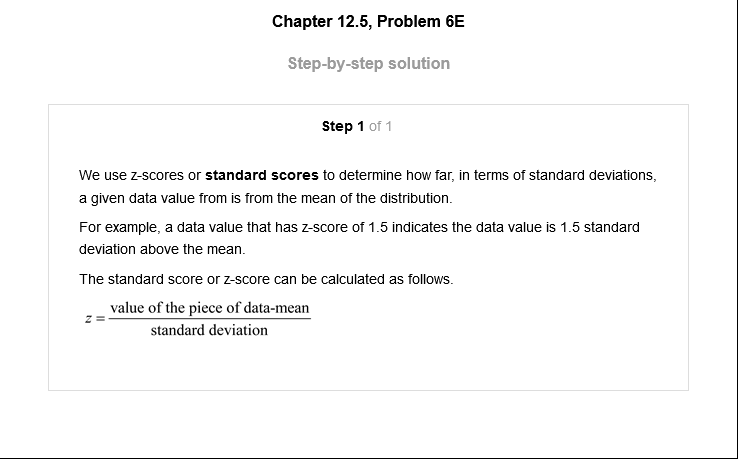 Chapter 12.5, Problem 6E
Step-by-step solution
Step 1 of 1
We use z-scores or standard scores to determine how far, in terms of standard deviations,
a given data value from is from the mean of the distribution.
For example, a data value that has z-score of 1.5 indicates the data value is 1.5 standard
deviation above the mean.
The standard score or z-score can be calculated as follows.
z = value of the piece of data-mean
standard deviation